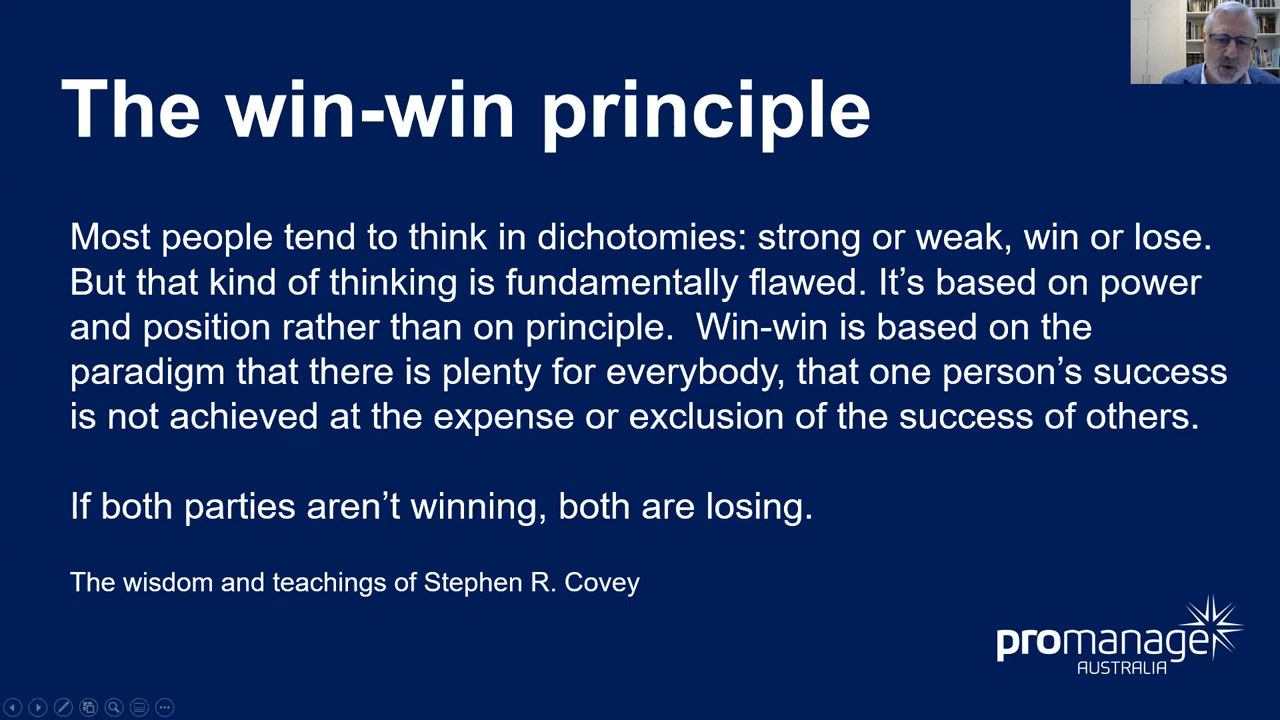 The win-win principle
Most people tend to think in dichotomies: strong or weak, win or lose.
But that kind of thinking is fundamentally flawed. It’s based on power
and position rather than on principle.  Win-win is based on the
paradigm that there is plenty for everybody, that one person’s success
is not achieved at the expense or exclusion of the success of others.
If both parties aren’t winning, both are losing.
The wisdom and teachings of Stephen R. Covey
promanage
AUSTRALIA